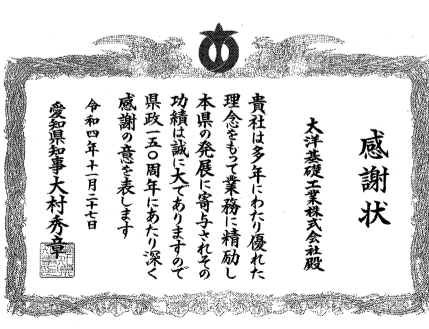 感謝状
太洋基礎工業株式会社殿
貴社は多年にわたり優れた
理念をもって業務に精励し
本県の発展に寄与されその
功績は誠に大でありますので
県政一五〇周年にあたり深く
感謝の意を表します
令和四年十一月二十七日
愛知県知事大村秀章